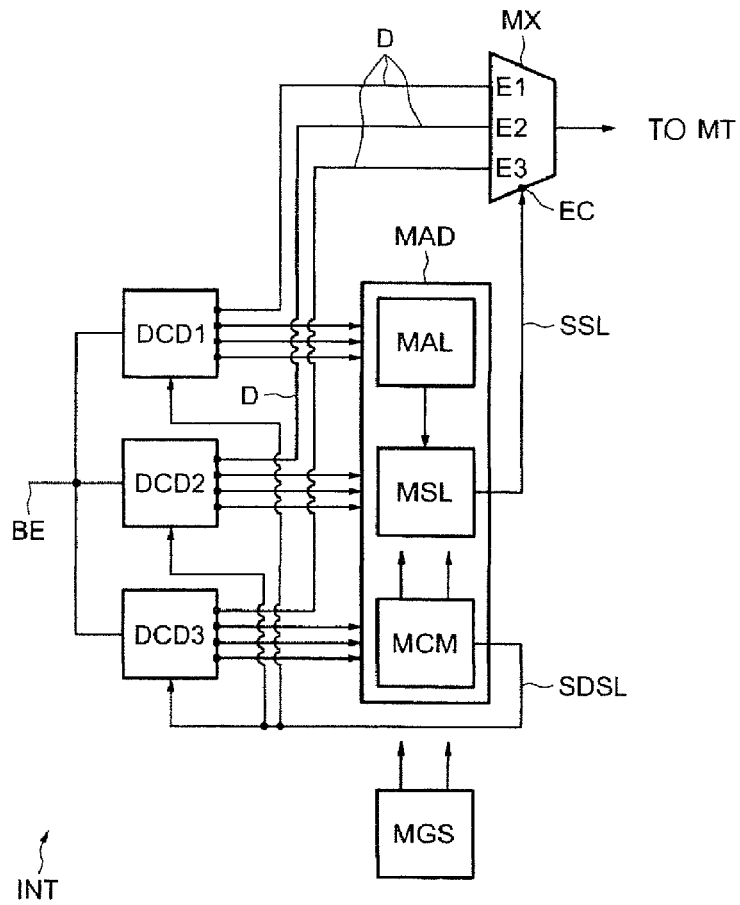 MX
D
E1
E2
TO MT
E3
EC
MAD
DCD1
MAL
SSL
D
DCD2
MSL
BE
DCD3
MCM
SDSL
MGS
INT